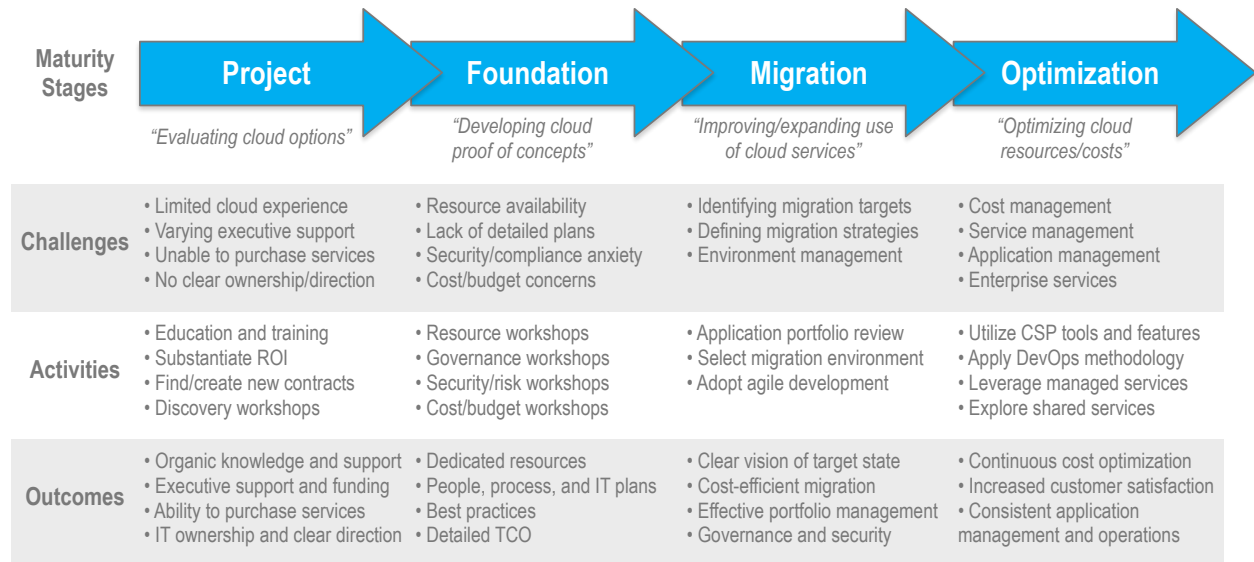 Maturity
Stages
Project
Foundation
Migration
Optimization
“Evaluating cloud options”
“Developing cloud
proof of concepts”
“Improving/expanding use
of cloud services”
“Optimizing cloud
resources/costs”
Challenges
• Limited cloud experience
• Varying executive support
• Unable to purchase services
• No clear ownership/direction
• Resource availability
• Lack of detailed plans
• Security/compliance anxiety
• Cost/budget concerns
• Identifying migration targets
• Defining migration strategies
• Environment management
• Cost management
• Service management
• Application management
• Enterprise services
Activities
• Education and training
• Substantiate ROI
• Find/create new contracts
• Discovery workshops
• Resource workshops
• Governance workshops
• Security/risk workshops
• Cost/budget workshops
• Application portfolio review
• Select migration environment
• Adopt agile development
• Utilize CSP tools and features
• Apply DevOps methodology
• Leverage managed services
• Explore shared services
Outcomes
• Organic knowledge and support
• Executive support and funding
• Ability to purchase services
• IT ownership and clear direction
• Dedicated resources
• People, process, and IT plans
• Best practices
• Detailed TCO
• Clear vision of target state
• Cost-efficient migration
• Effective portfolio management
• Governance and security
• Continuous cost optimization
• Increased customer satisfaction
• Consistent application
management and operations